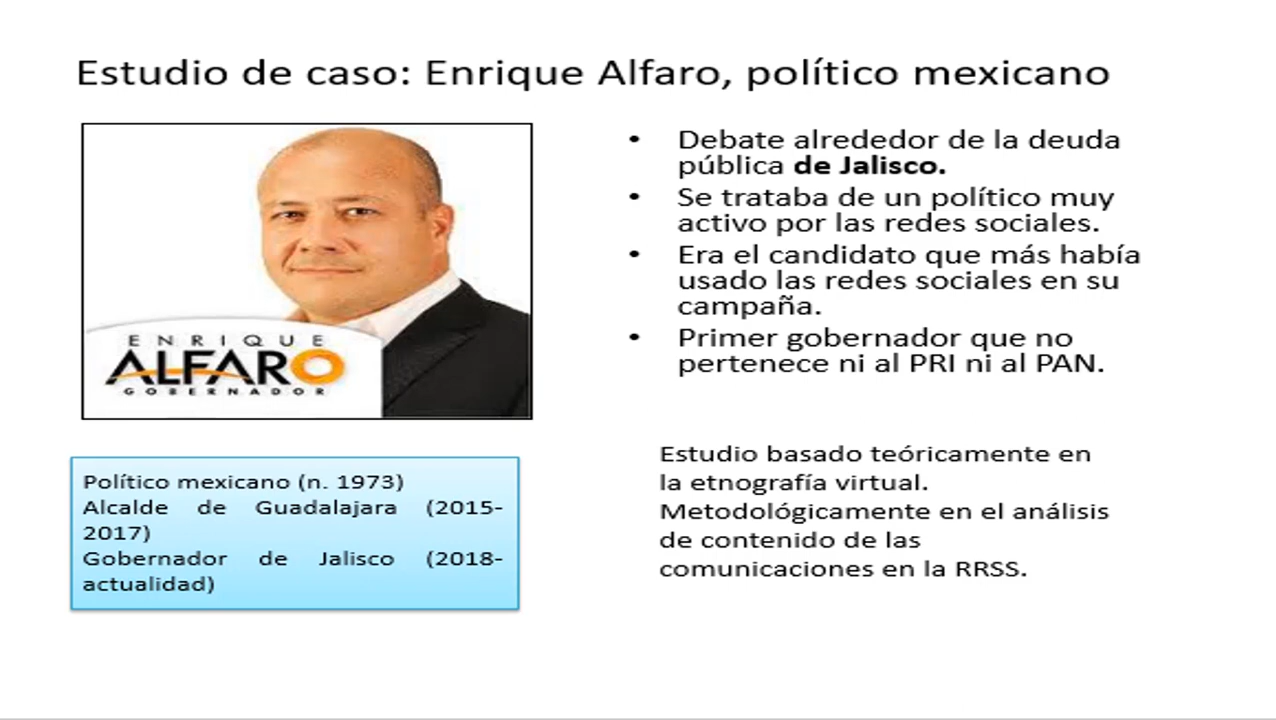 Estudio de caso: Enrique Alfaro, político mexicano
ENRIQUE
ALFARO
GOBERNADOR
• Debate alrededor de la deuda
pública de Jalisco.
• Se trataba de un político muy
activo por las redes sociales.
• Era el candidato que más había
usado las redes sociales en su
campaña.
• Primer gobernador que no
pertenece ni al PRI ni al PAN.
Político mexicano (n. 1973)
Alcalde de Guadalajara (2015-
2017)
Gobernador de Jalisco (2018-
actualidad)
Estudio basado teóricamente en
la etnografía virtual.
Metodológicamente en el análisis
de contenido de las
comunicaciones en la RRSS.